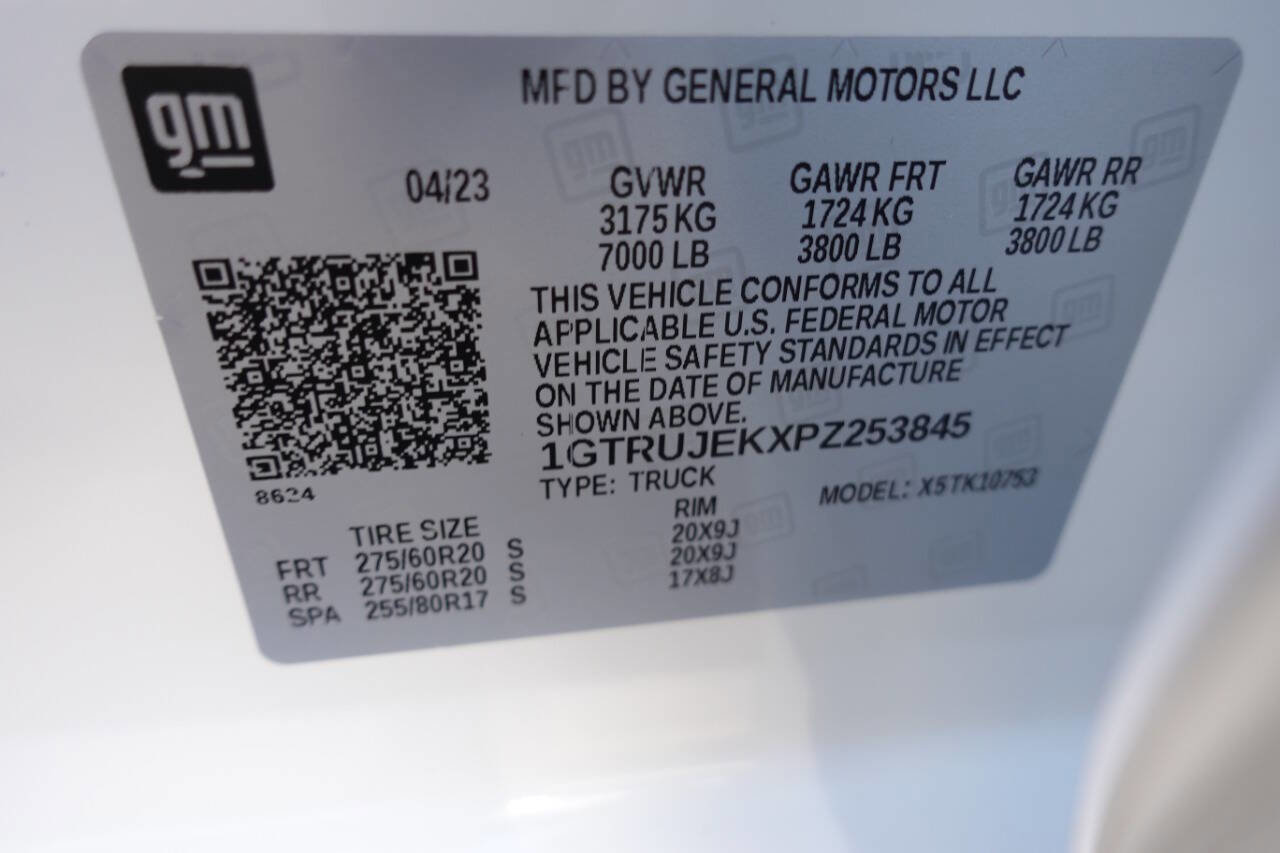 gm
MFD BY GENERAL MOTORS LLC
04/23 GVWR GAWR FRT GAWR RR
3175 KG 1724 KG 1724 KG
7000 LB 3800 LB 3800 LB
THIS VEHICLE CONFORMS TO ALL
APPLICABLE U.S. FEDERAL MOTOR
VEHICLE SAFETY STANDARDS IN EFFECT
ON THE DATE OF MANUFACTURE
SHOWN ABOVE.
1GTRUJEKXPZ253845
8624
TYPE: TRUCK MODEL: X5TK10753
TIRE SIZE RIM
FRT 275/60R20 S 20X9J
RR 275/60R20 S 20X9J
SPA 255/80R17 S 17X8J